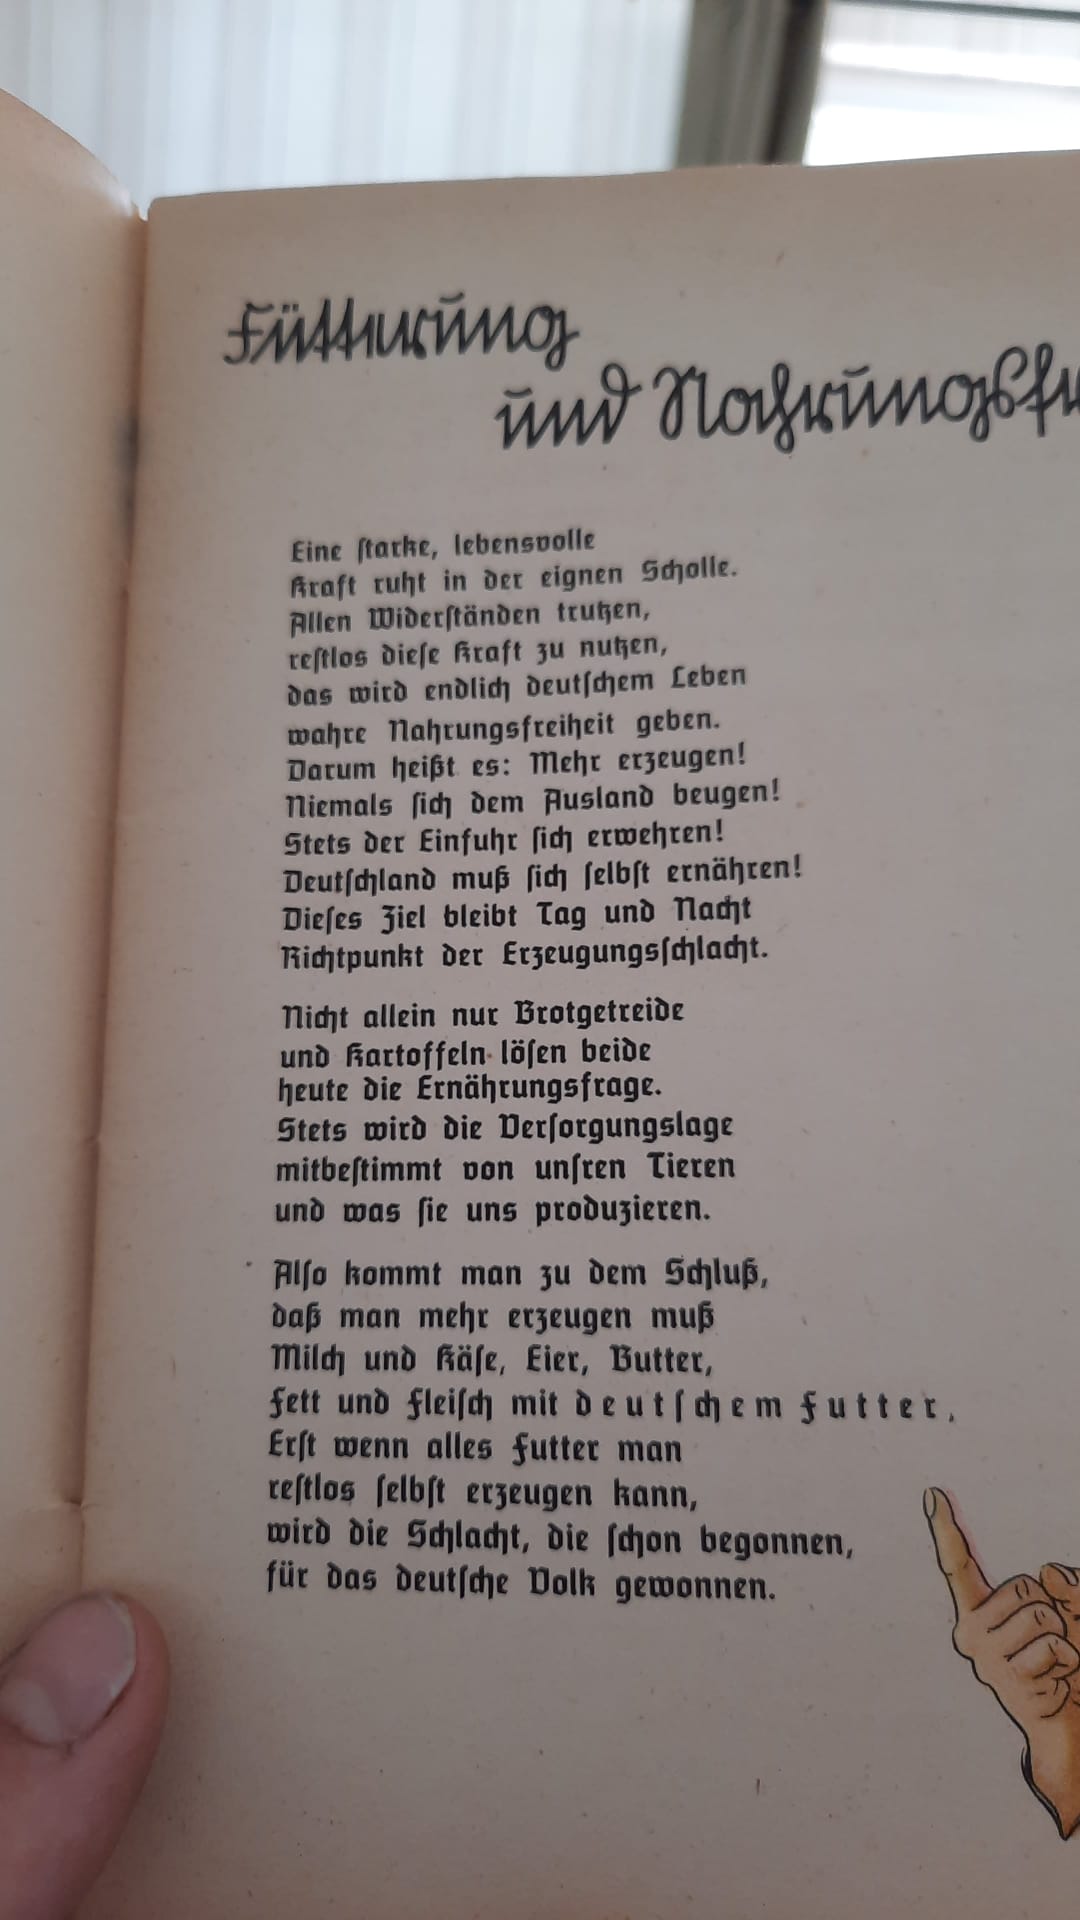 Fütterung
und Nahrungsfr
Eine ſtarke, lebensvolle
Kraft ruht in der eignen Scholle.
Allen Widerſtänden trutzen,
reſtlos dieſe Kraft zu nutzen,
das wird endlich deutſchem Leben
wahre Nahrungsfreiheit geben.
Darum heißt es: Mehr erzeugen!
Niemals ſich dem Ausland beugen!
Stets der Einfuhr ſich erwehren!
Deutſchland muß ſich ſelbſt ernähren!
Dieſes Ziel bleibt Tag und Nacht
Richtpunkt der Erzeugungsſchlacht.
Nicht allein nur Brotgetreide
und Kartoffeln löſen beide
heute die Ernährungsfrage.
Stets wird die Verſorgungslage
mitbeſtimmt von unſren Tieren
und was ſie uns produzieren.
Alſo kommt man zu dem Schluß,
daß man mehr erzeugen muß
Milch und Käſe, Eier, Butter,
Fett und Fleiſch mit deutſchem Futter.
Erſt wenn alles Futter man
reſtlos ſelbſt erzeugen kann,
wird die Schlacht, die ſchon begonnen,
für das deutſche Volk gewonnen.